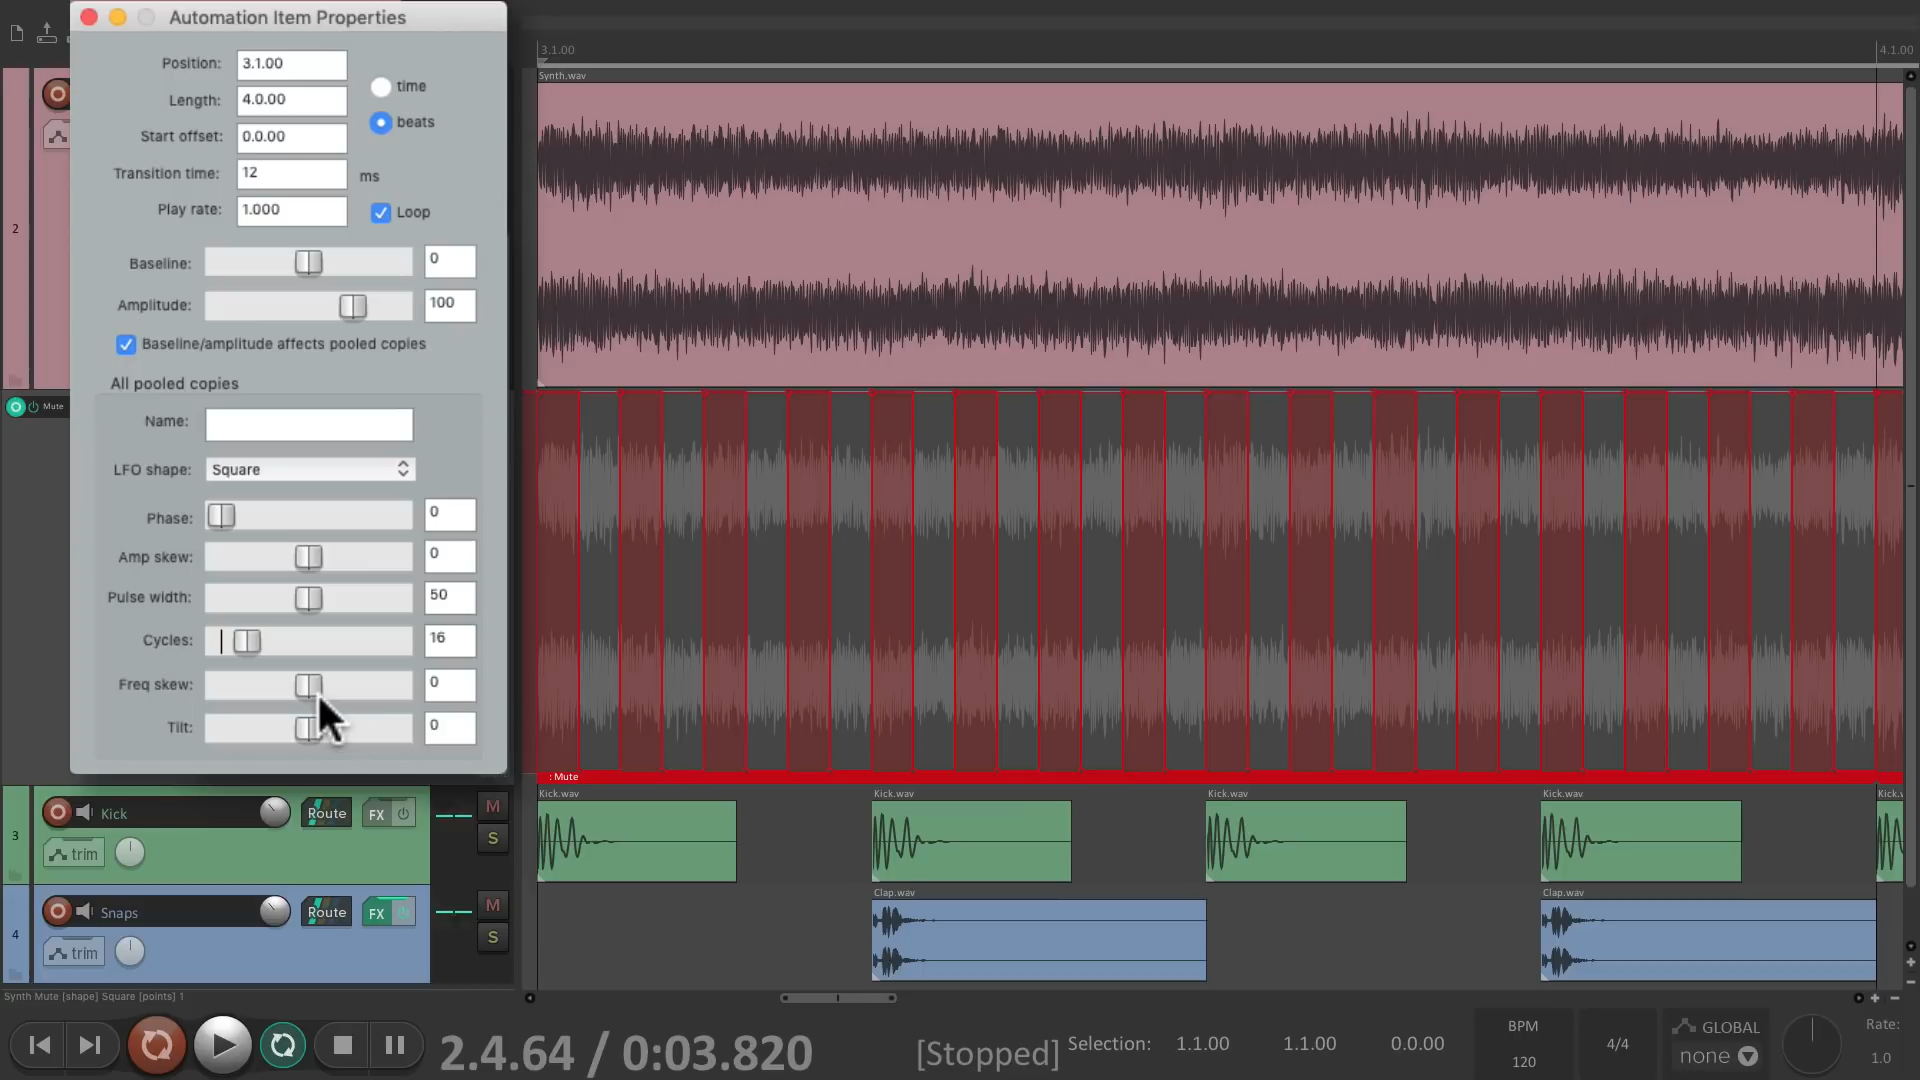 Automation Item Properties
Position: 3.1.00
time
Length: 4.0.00
beats
Start offset: 0.0.00
Transition time: 12 ms
Play rate: 1.000
Loop
Baseline: 0
Amplitude: 100
Baseline/amplitude affects pooled copies
All pooled copies
Name:
LFO shape: Square
Phase: 0
Amp skew: 0
Pulse width: 50
Cycles: 16
Freq skew: 0
Tilt: 0
3.1.00
4.1.00
Synth.wav
2
Mute
: Mute
Kick.wav
Kick.wav
Kick.wav
Kick.wav
3
Kick
Route
FX
M
S
trim
Clap.wav
Clap.wav
4
Snaps
Route
FX
M
S
trim
Synth Mute [shape] Square [points] 1
2.4.64 / 0:03.820
[Stopped]
Selection: 1.1.00 1.1.00 0.0.00
BPM
120
4/4
GLOBAL
none
Rate:
1.0